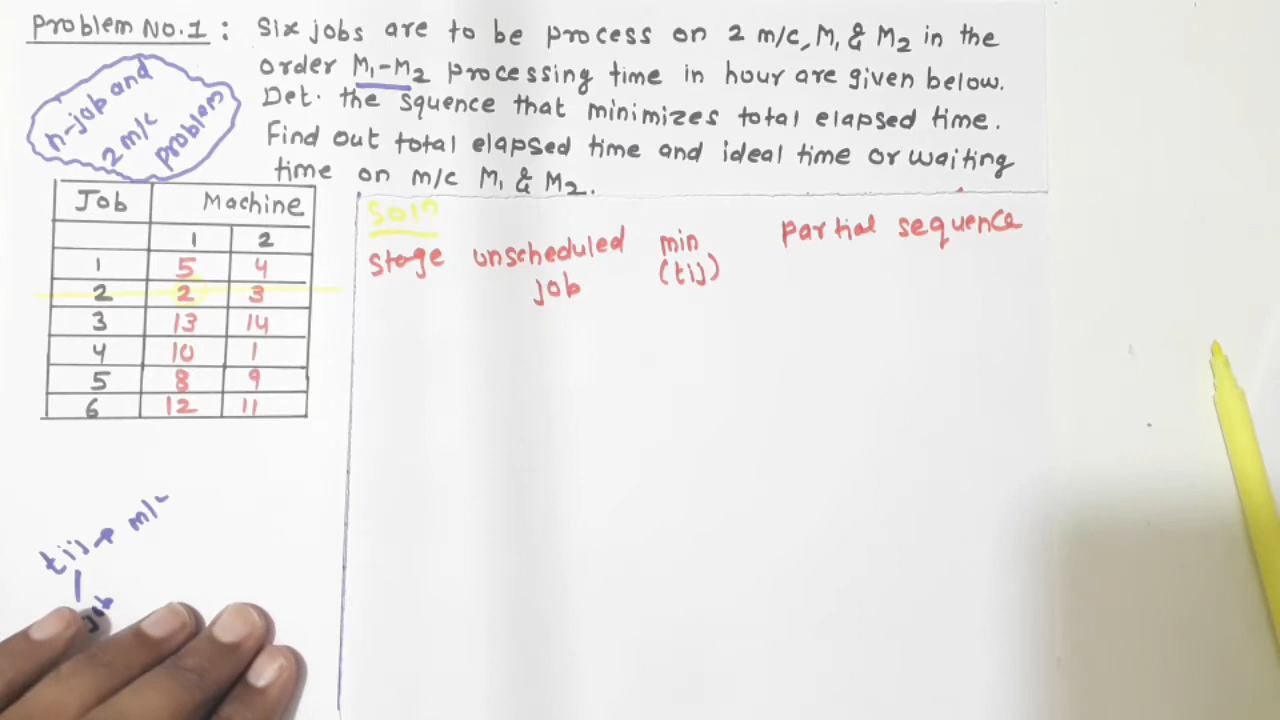 Problem No.1 : Six jobs are to be process on 2 m/c, M1 & M2 in the
order M1-M2 processing time in hour are given below.
Det. the squence that minimizes total elapsed time.
Find out total elapsed time and ideal time or waiting
time on m/c M1 & M2.
n-job and
2 m/c
problem
Job Machine
1 2
1 5 4
2 2 3
3 13 14
4 10 1
5 8 9
6 12 11
Soln
stage unscheduled job min (tij) partial sequence
tij → m/c
job